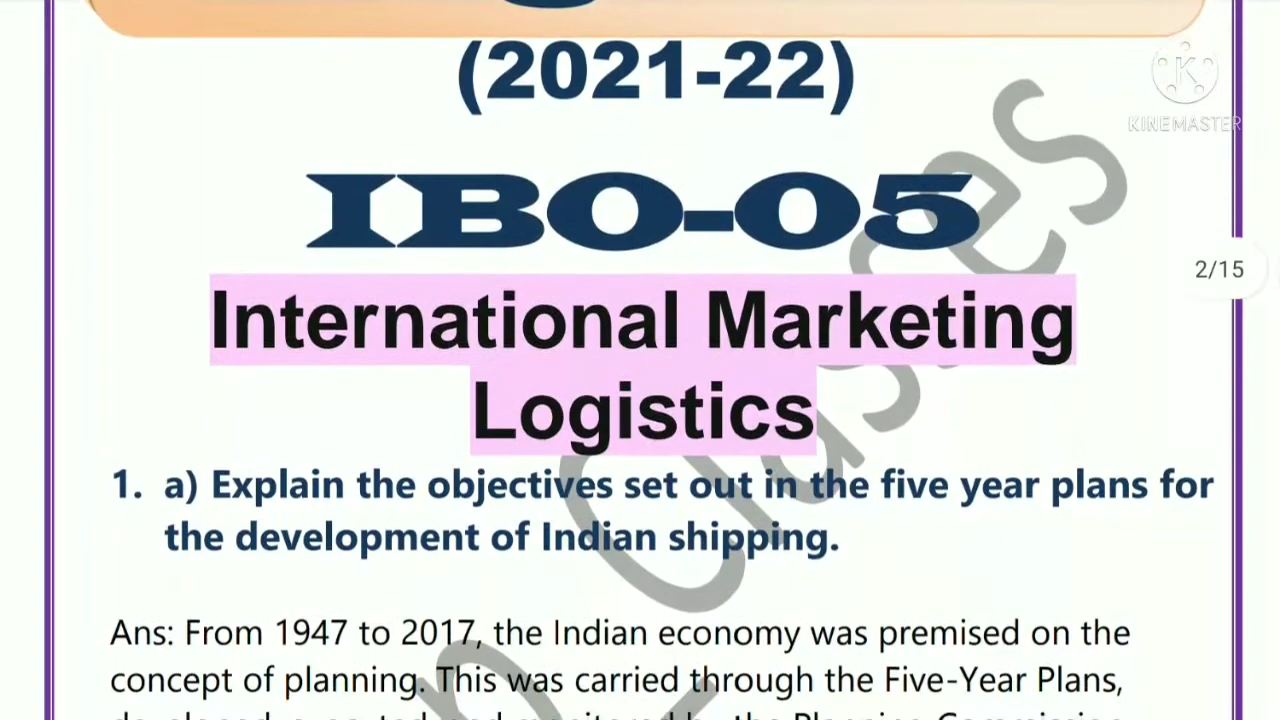 (2021-22)
KINEMASTER
IBO-05
2/15
International Marketing
Logistics
1. a) Explain the objectives set out in the five year plans for
the development of Indian shipping.
Ans: From 1947 to 2017, the Indian economy was premised on the
concept of planning. This was carried through the Five-Year Plans,